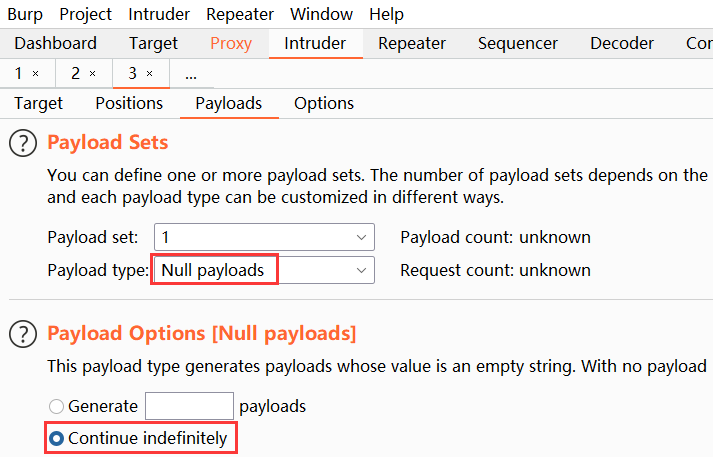 Burp Project Intruder Repeater Window Help
Dashboard Target Proxy Intruder Repeater Sequencer Decoder Cor
1 × 2 × 3 × ...
Target Positions Payloads Options
? Payload Sets
You can define one or more payload sets. The number of payload sets depends on the
and each payload type can be customized in different ways.
Payload set: 1 Payload count: unknown
Payload type: Null payloads Request count: unknown
? Payload Options [Null payloads]
This payload type generates payloads whose value is an empty string. With no payload
Generate payloads
Continue indefinitely